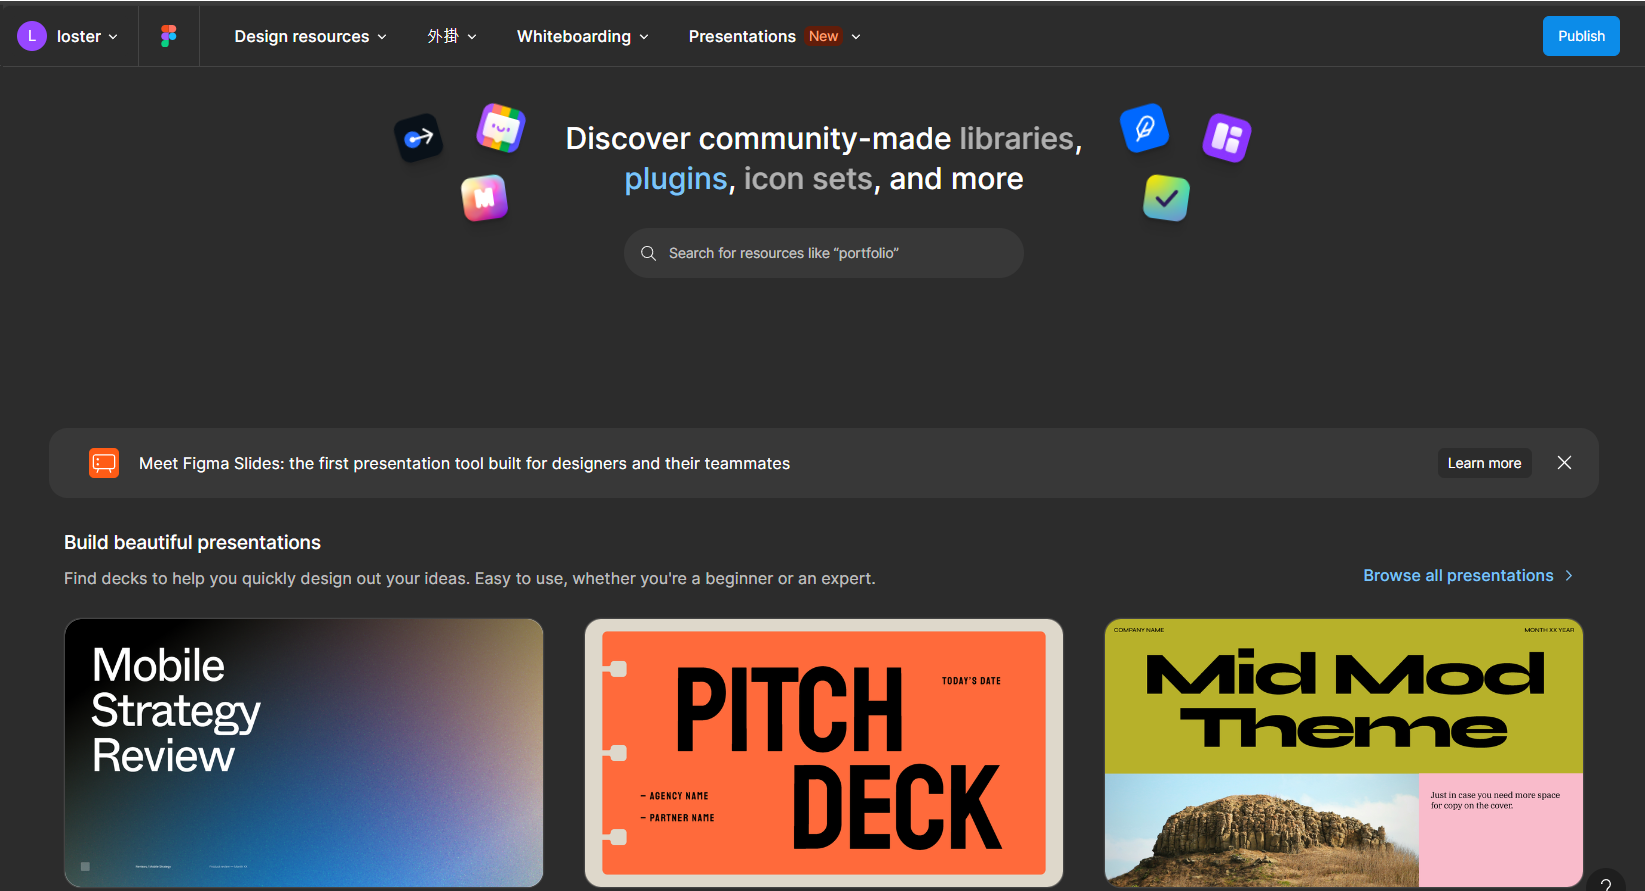 L loster
Design resources
外掛
Whiteboarding
Presentations New
Publish
Discover community-made libraries,
plugins, icon sets, and more
Search for resources like “portfolio”
Meet Figma Slides: the first presentation tool built for designers and their teammates
Learn more
Build beautiful presentations
Find decks to help you quickly design out your ideas. Easy to use, whether you're a beginner or an expert.
Browse all presentations
Mobile
Strategy
Review
PITCH
DECK
TODAY'S DATE
– AGENCY NAME
– PARTNER NAME
COMPANY NAME
MONTH XX YEAR
Mid Mod
Theme
Just in case you need more space
for copy on the cover.
?